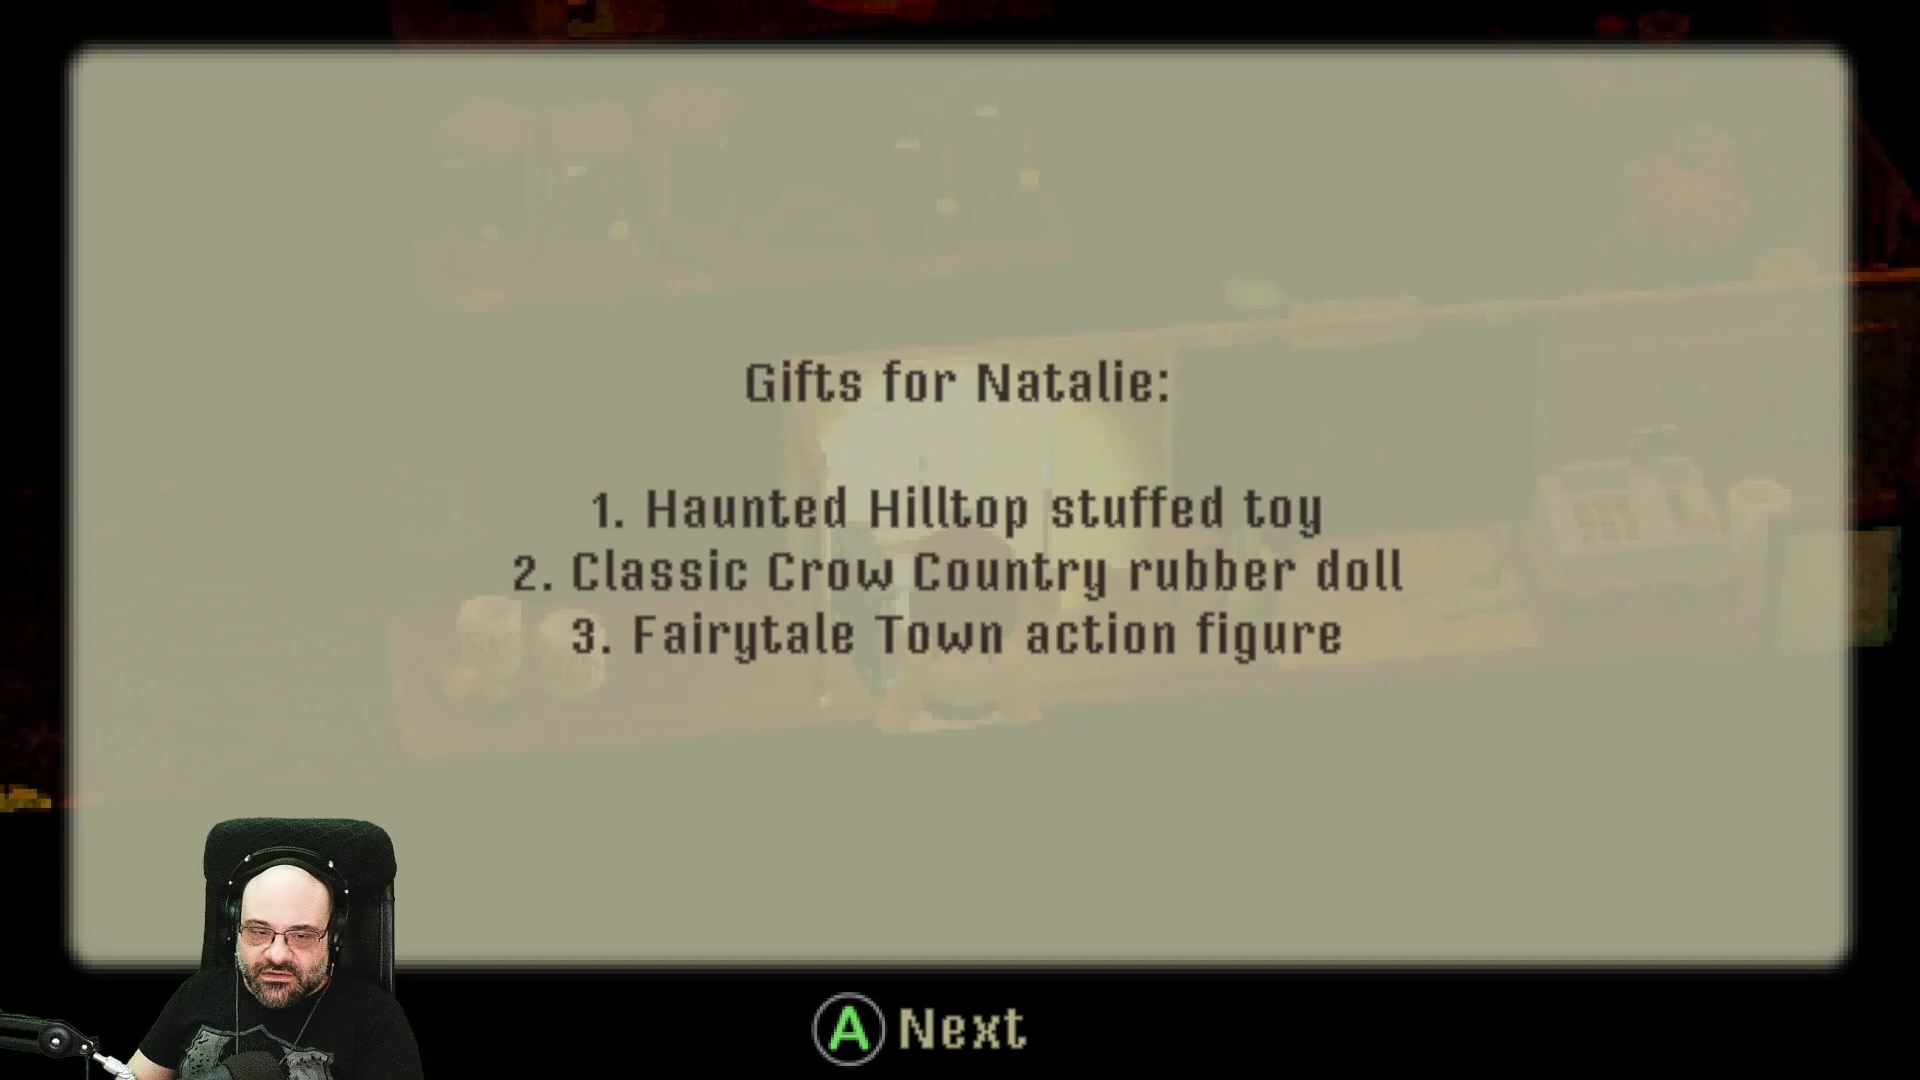 Gifts for Natalie:
1. Haunted Hilltop stuffed toy
2. Classic Crow Country rubber doll
3. Fairytale Town action figure
A Next